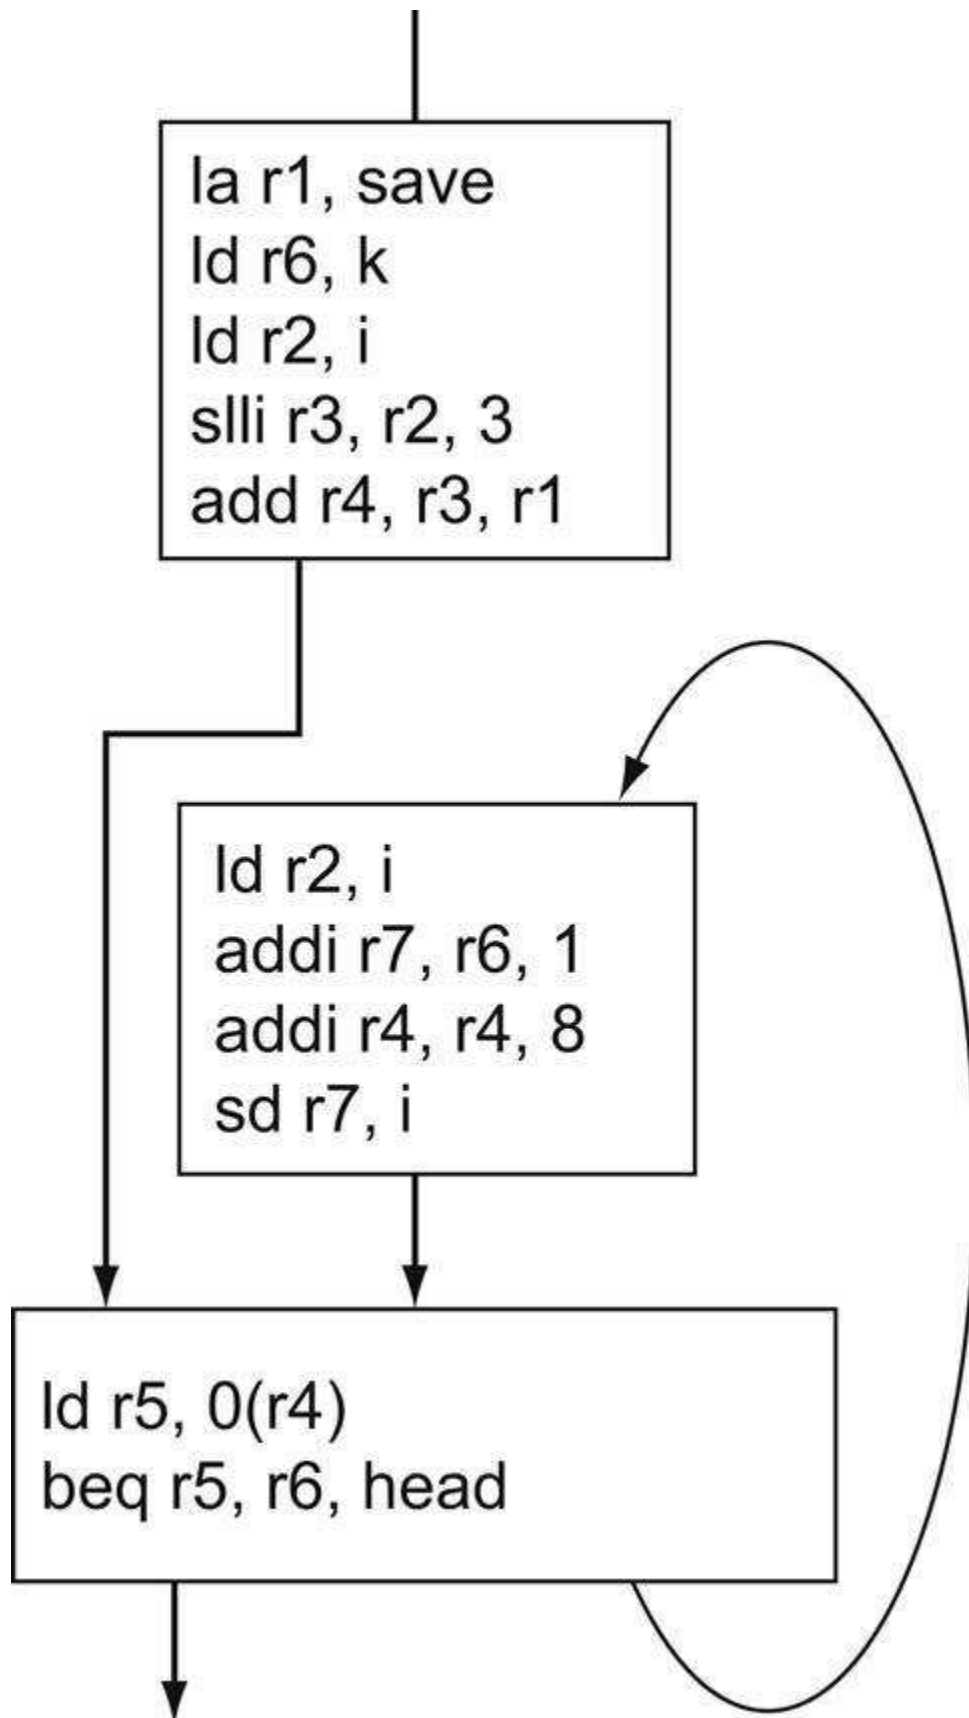 la r1, save
ld r6, k
ld r2, i
slli r3, r2, 3
add r4, r3, r1
ld r2, i
addi r7, r6, 1
addi r4, r4, 8
sd r7, i
ld r5, 0(r4)
beq r5, r6, head